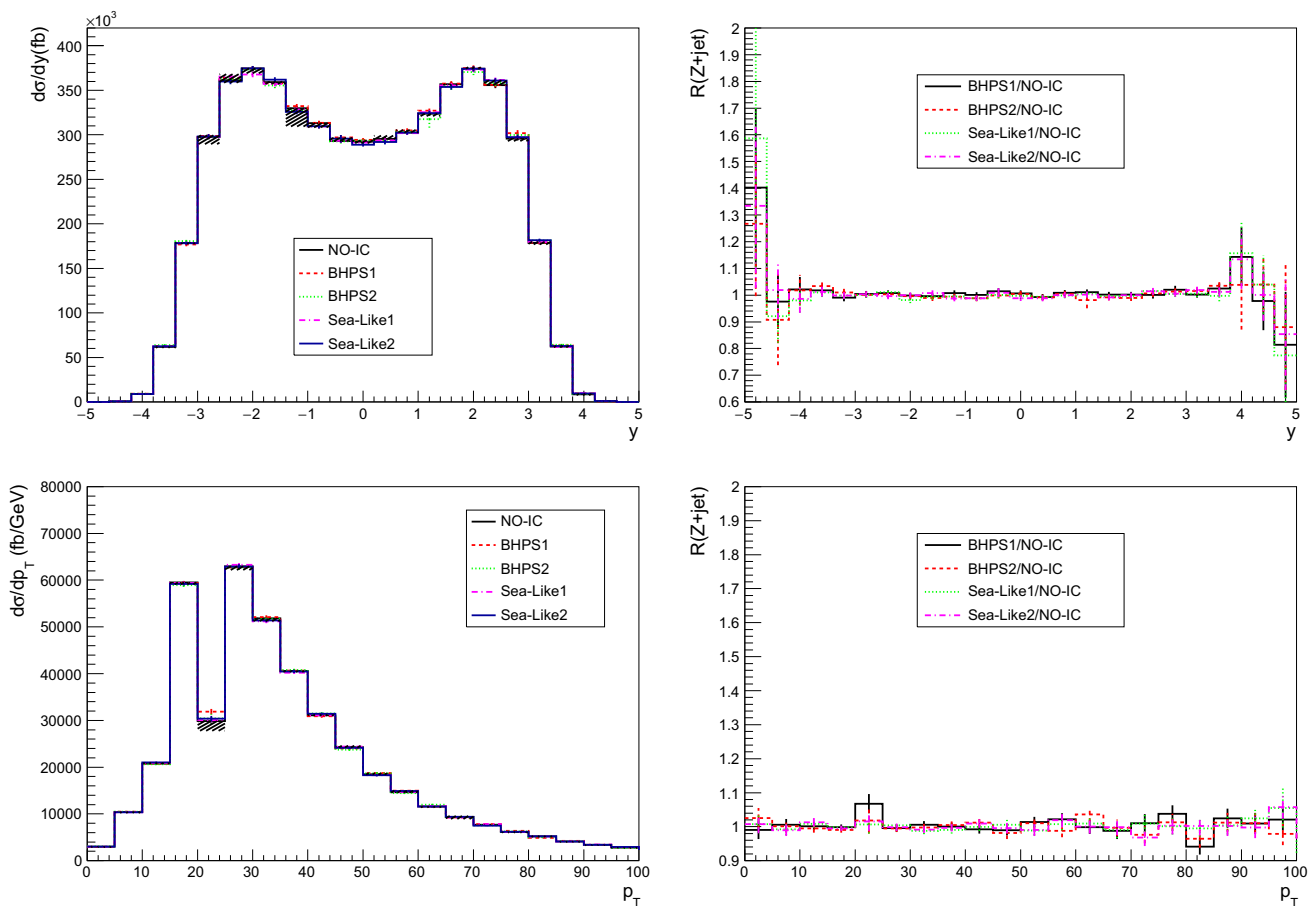 ×10³
dσ/dy(fb)
400
350
300
250
200
150
100
50
0
NO-IC
BHPS1
BHPS2
Sea-Like1
Sea-Like2
−5 −4 −3 −2 −1 0 1 2 3 4 5
y
R(Z+jet)
2
1.9
1.8
1.7
1.6
1.5
1.4
1.3
1.2
1.1
1
0.9
0.8
0.7
0.6
BHPS1/NO-IC
BHPS2/NO-IC
Sea-Like1/NO-IC
Sea-Like2/NO-IC
−5 −4 −3 −2 −1 0 1 2 3 4 5
y
dσ/dp_T (fb/GeV)
80000
70000
60000
50000
40000
30000
20000
10000
0
NO-IC
BHPS1
BHPS2
Sea-Like1
Sea-Like2
0 10 20 30 40 50 60 70 80 90 100
p_T
R(Z+jet)
2
1.9
1.8
1.7
1.6
1.5
1.4
1.3
1.2
1.1
1
0.9
BHPS1/NO-IC
BHPS2/NO-IC
Sea-Like1/NO-IC
Sea-Like2/NO-IC
0 10 20 30 40 50 60 70 80 90 100
p_T